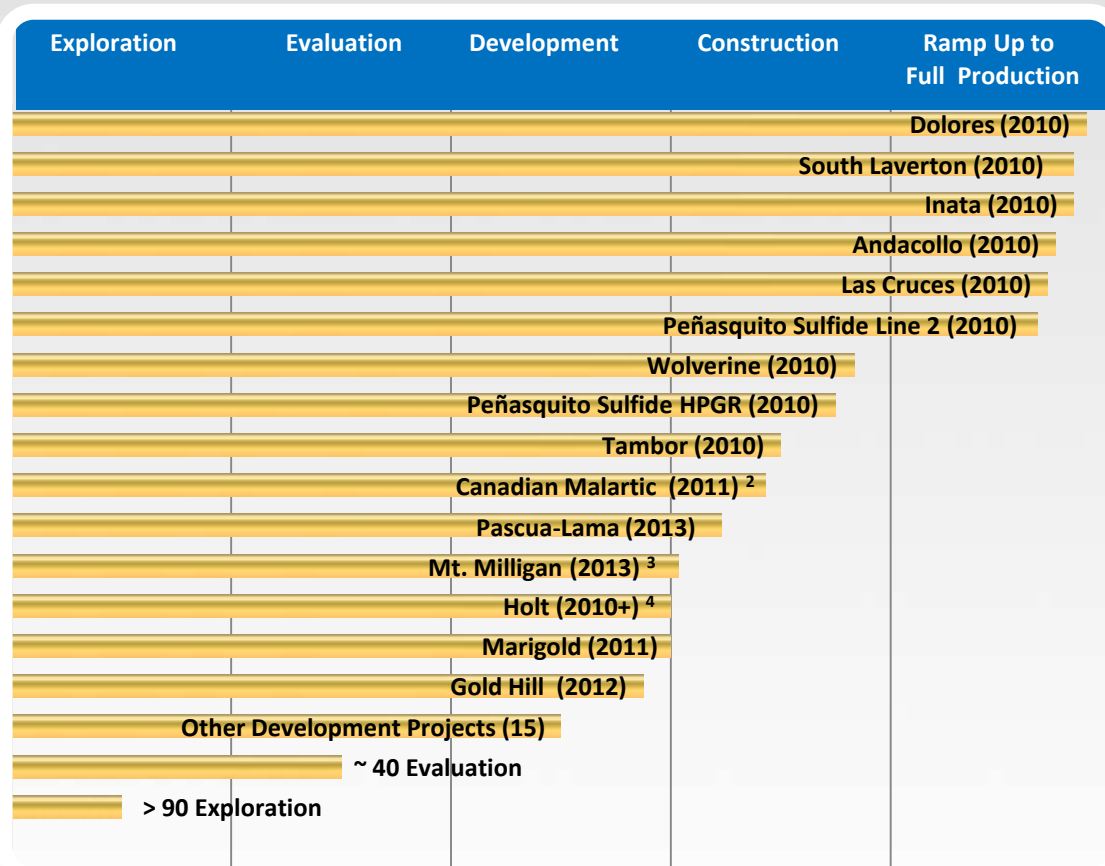 Exploration Evaluation Development Construction Ramp Up to
Full Production
Dolores (2010)
South Laverton (2010)
Inata (2010)
Andacollo (2010)
Las Cruces (2010)
Peñasquito Sulfide Line 2 (2010)
Wolverine (2010)
Peñasquito Sulfide HPGR (2010)
Tambor (2010)
Canadian Malartic (2011) ²
Pascua-Lama (2013)
Mt. Milligan (2013) ³
Holt (2010+) ⁴
Marigold (2011)
Gold Hill (2012)
Other Development Projects (15)
~ 40 Evaluation
> 90 Exploration